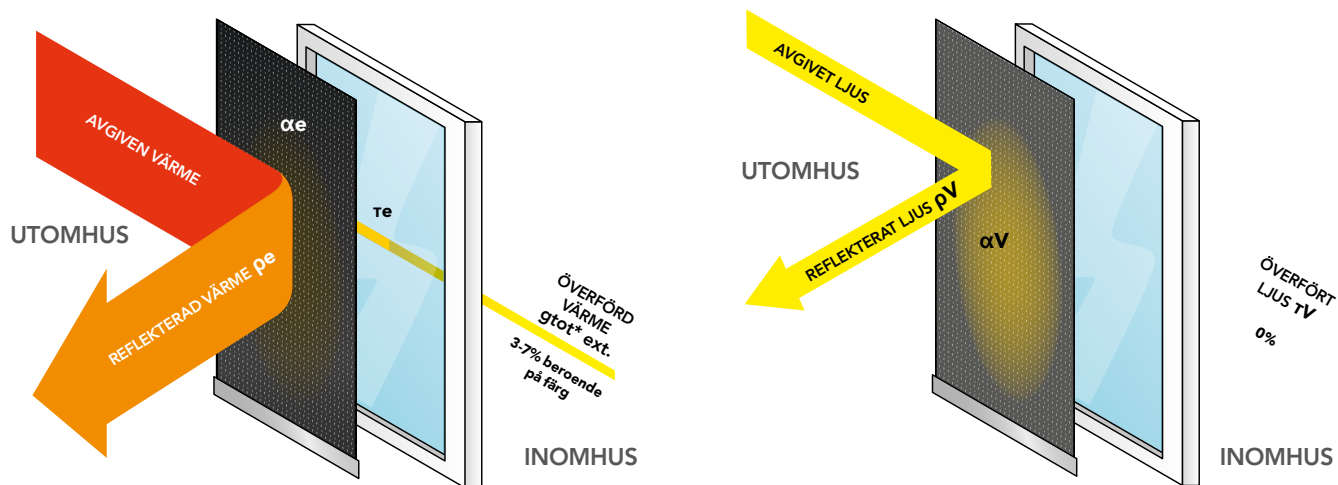 αe
AVGIVEN VÄRME
τe
UTOMHUS
REFLEKTERAD VÄRME ρe
ÖVERFÖRD
VÄRME
gtot* ext.
3-7% beroende
på färg
INOMHUS
AVGIVET LJUS
UTOMHUS
REFLEKTERAT LJUS ρV
αV
ÖVERFÖRT
LJUS τV
0%
INOMHUS